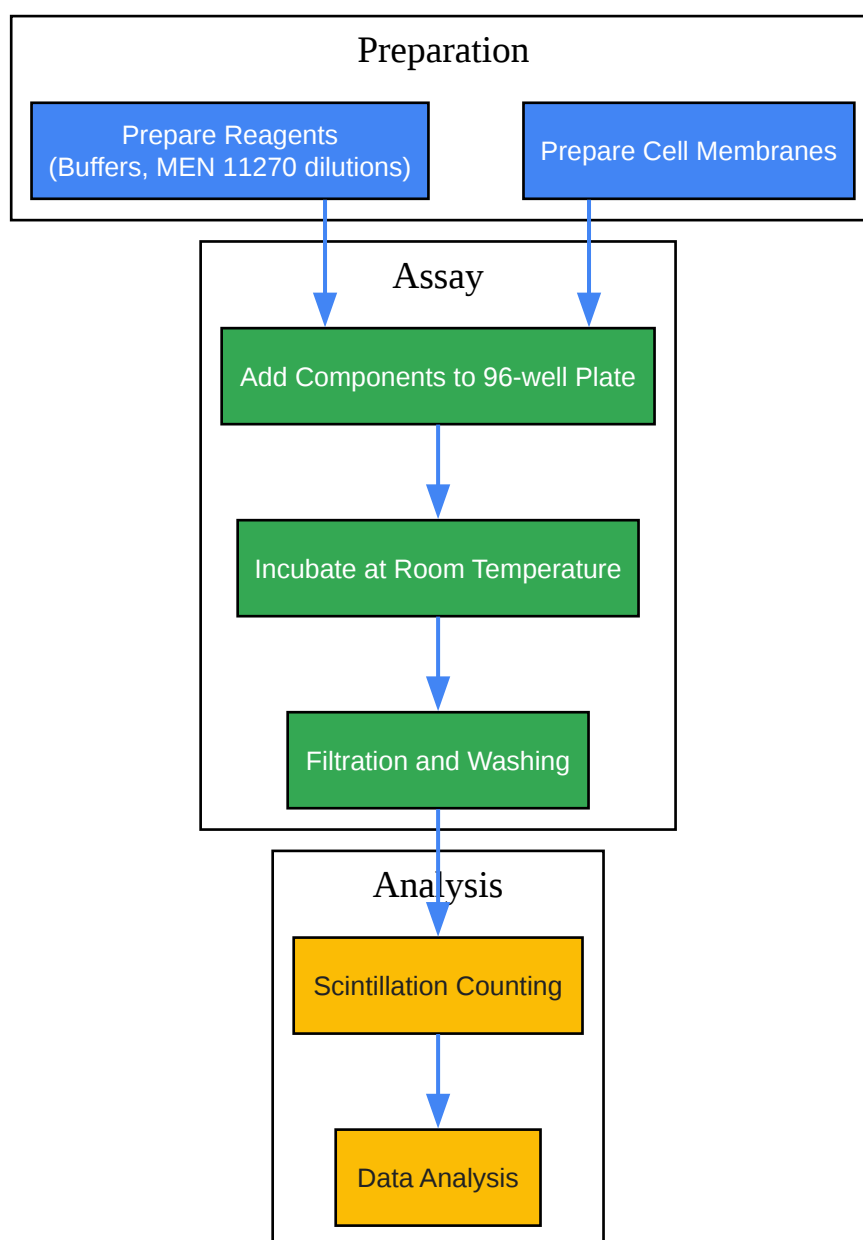 Preparation
Prepare Reagents
(Buffers, MEN 11270 dilutions)
Prepare Cell Membranes
Assay
Add Components to 96-well Plate
Incubate at Room Temperature
Filtration and Washing
Analysis
Scintillation Counting
Data Analysis